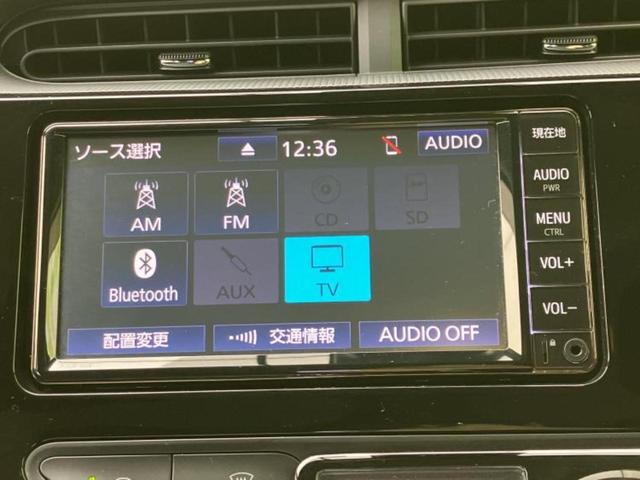 ソース選択 12:36 AUDIO
AM FM CD SD
Bluetooth AUX TV
配置変更 交通情報 AUDIO OFF
現在地
AUDIO
PWR
MENU
CTRL
VOL+
VOL-